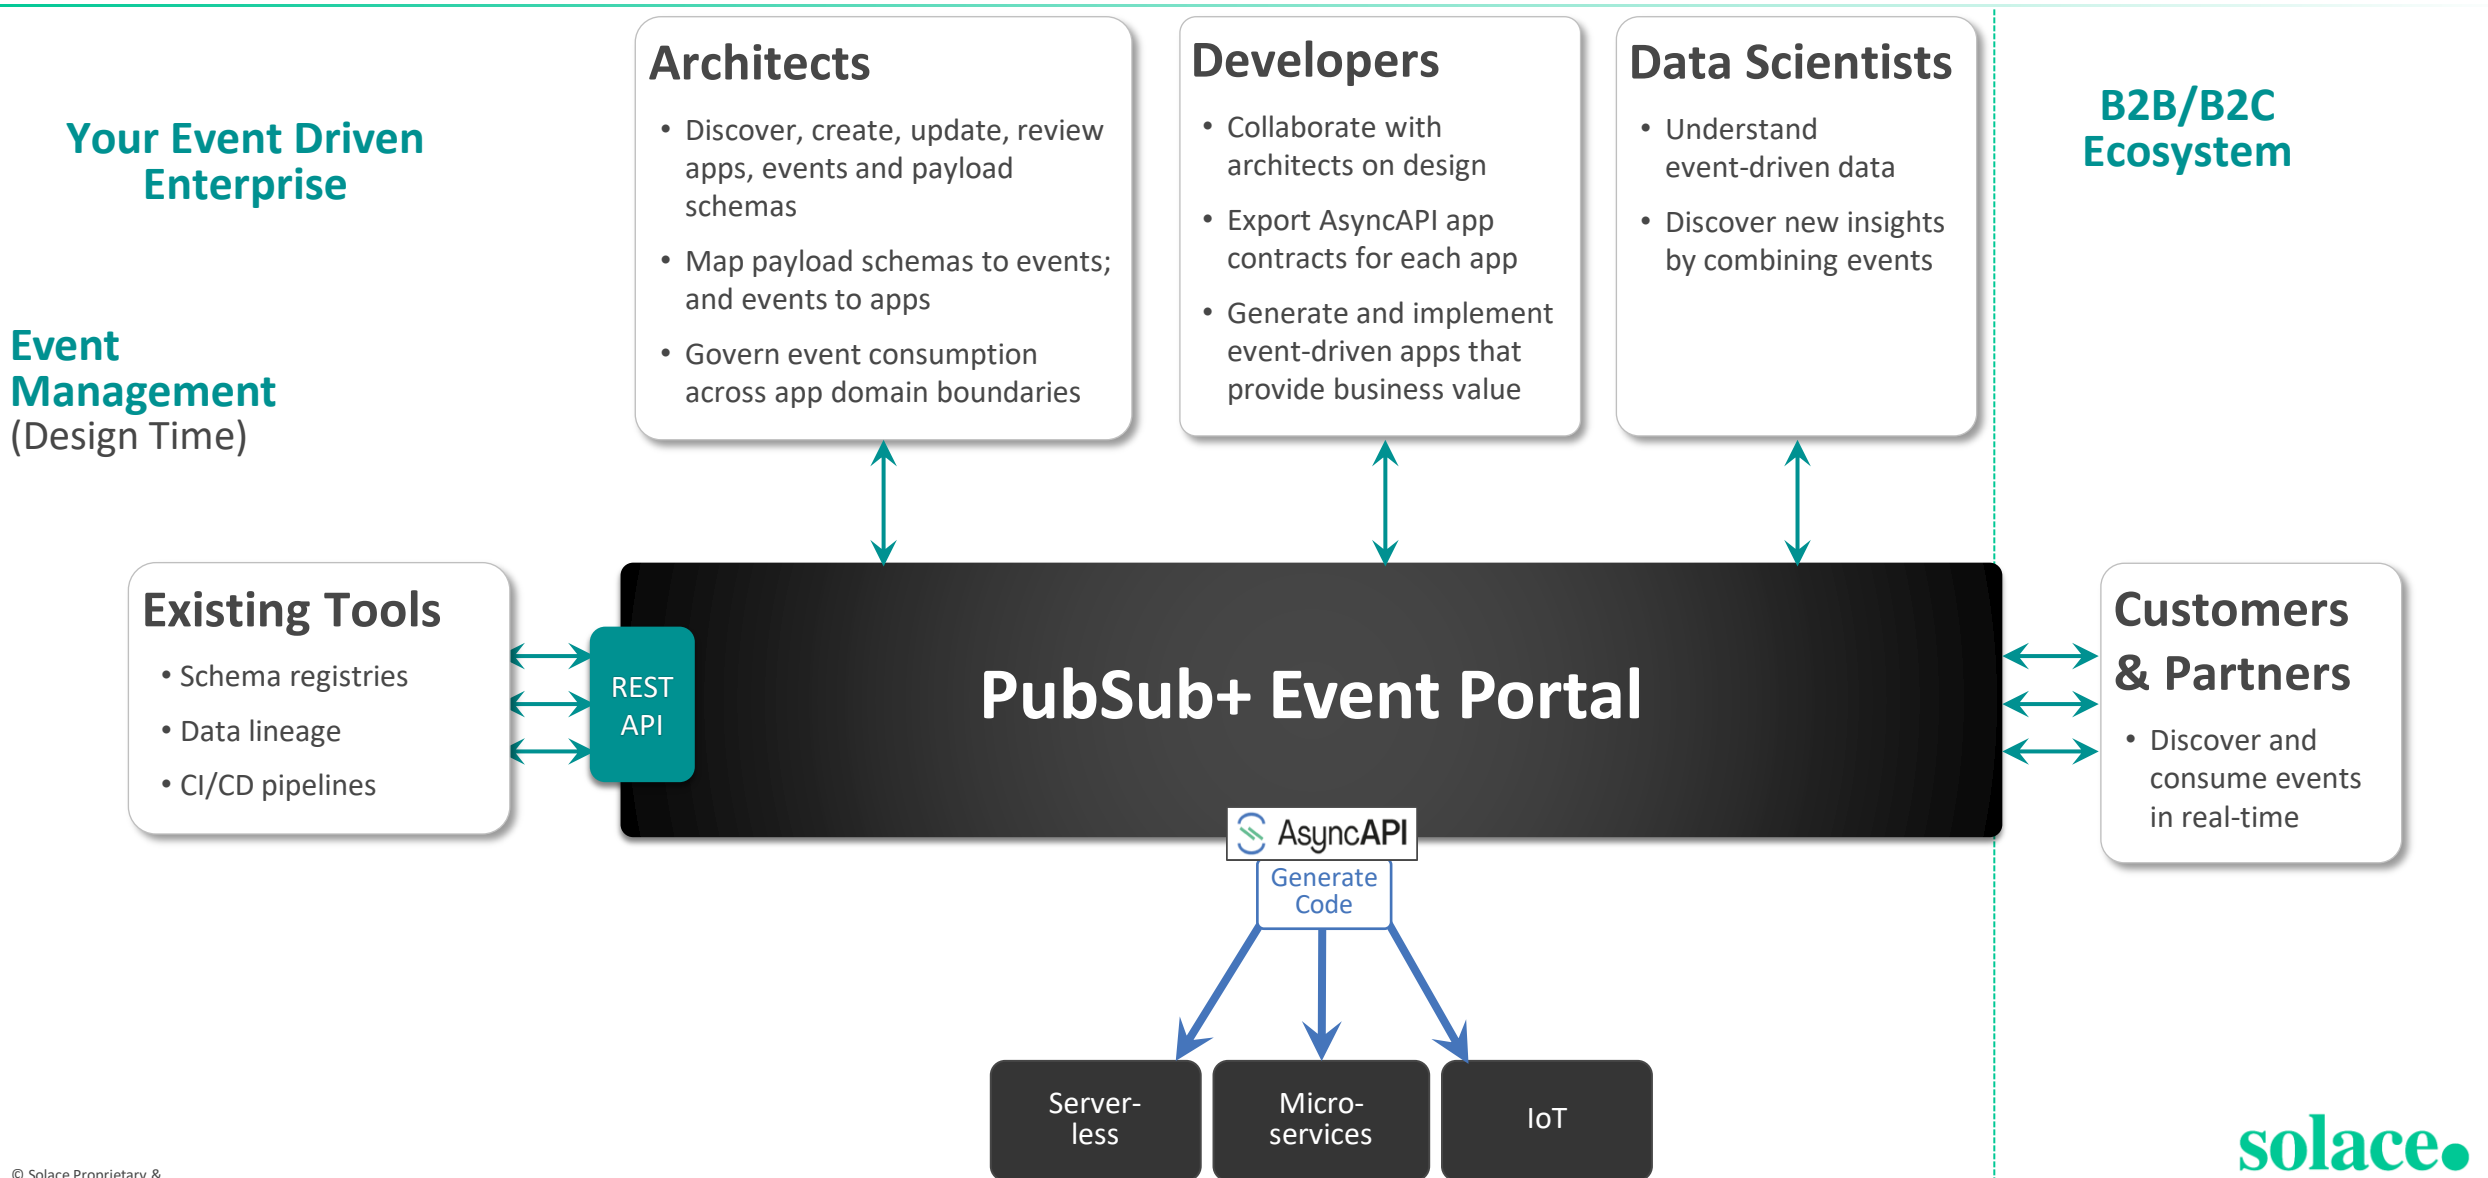 Your Event Driven
Enterprise
Event
Management
(Design Time)
Architects
• Discover, create, update, review
apps, events and payload
schemas
• Map payload schemas to events;
and events to apps
• Govern event consumption
across app domain boundaries
Developers
• Collaborate with
architects on design
• Export AsyncAPI app
contracts for each app
• Generate and implement
event-driven apps that
provide business value
Data Scientists
• Understand
event-driven data
• Discover new insights
by combining events
B2B/B2C
Ecosystem
Existing Tools
• Schema registries
• Data lineage
• CI/CD pipelines
REST
API
PubSub+ Event Portal
Customers
& Partners
• Discover and
consume events
in real-time
AsyncAPI
Generate
Code
Server-
less
Micro-
services
IoT
© Solace Proprietary &
solace.